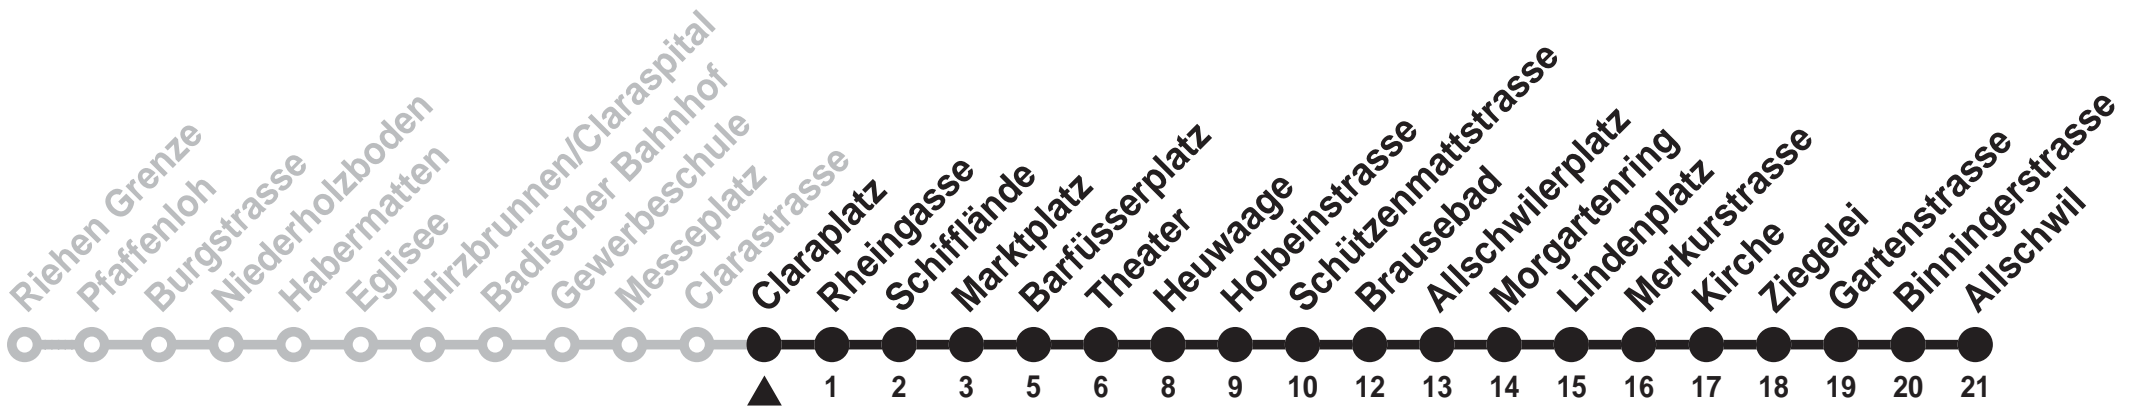 Riehen Grenze
Pfaffenloh
Burgstrasse
Niederholzboden
Habermatten
Eglisee
Hirzbrunnen/Claraspital
Badischer Bahnhof
Gewerbeschule
Messeplatz
Clarastrasse
Claraplatz
Rheingasse
Schifflände
Marktplatz
Barfüsserplatz
Theater
Heuwaage
Holbeinstrasse
Schützenmattstrasse
Brausebad
Allschwilerplatz
Morgartenring
Lindenplatz
Merkurstrasse
Kirche
Ziegelei
Gartenstrasse
Binningerstrasse
Allschwil
1 2 3 5 6 8 9 10 12 13 14 15 16 17 18 19 20 21